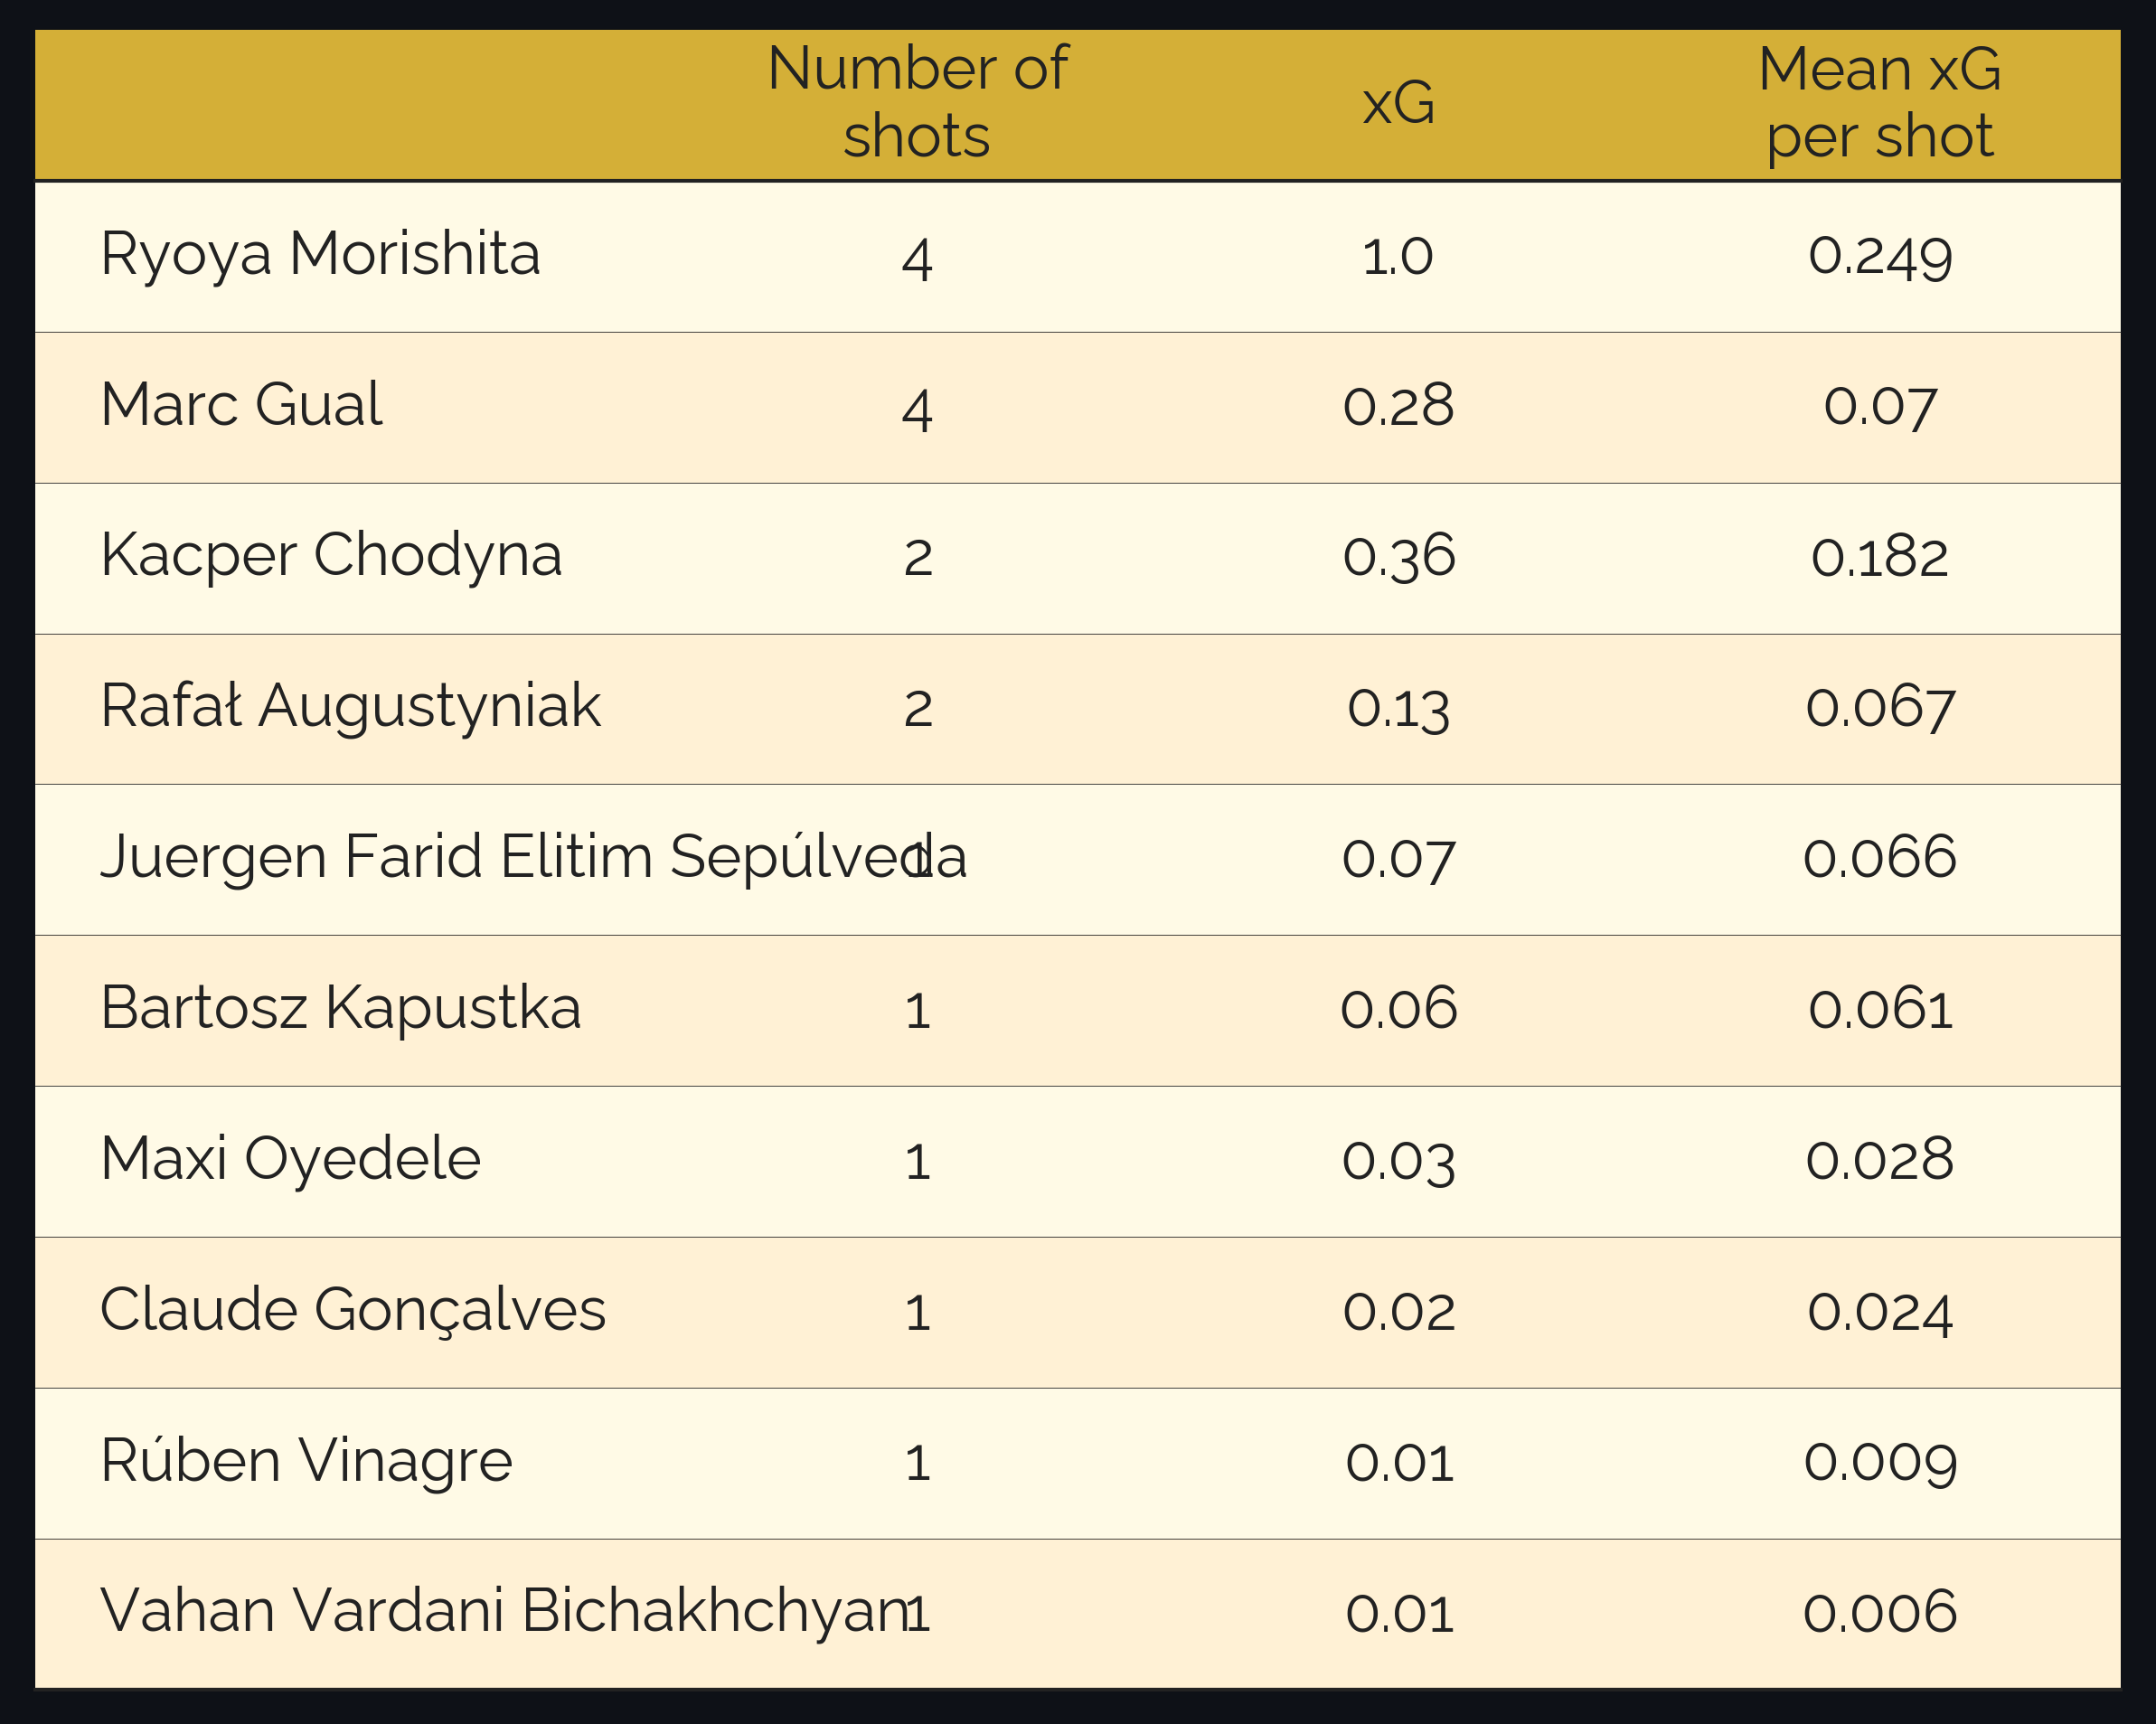 Number of shots xG Mean xG per shot
Ryoya Morishita 4 1.0 0.249
Marc Gual 4 0.28 0.07
Kacper Chodyna 2 0.36 0.182
Rafał Augustyniak 2 0.13 0.067
Juergen Farid Elitim Sepúlveda 1 0.07 0.066
Bartosz Kapustka 1 0.06 0.061
Maxi Oyedele 1 0.03 0.028
Claude Gonçalves 1 0.02 0.024
Rúben Vinagre 1 0.01 0.009
Vahan Vardani Bichakhchyan 1 0.01 0.006